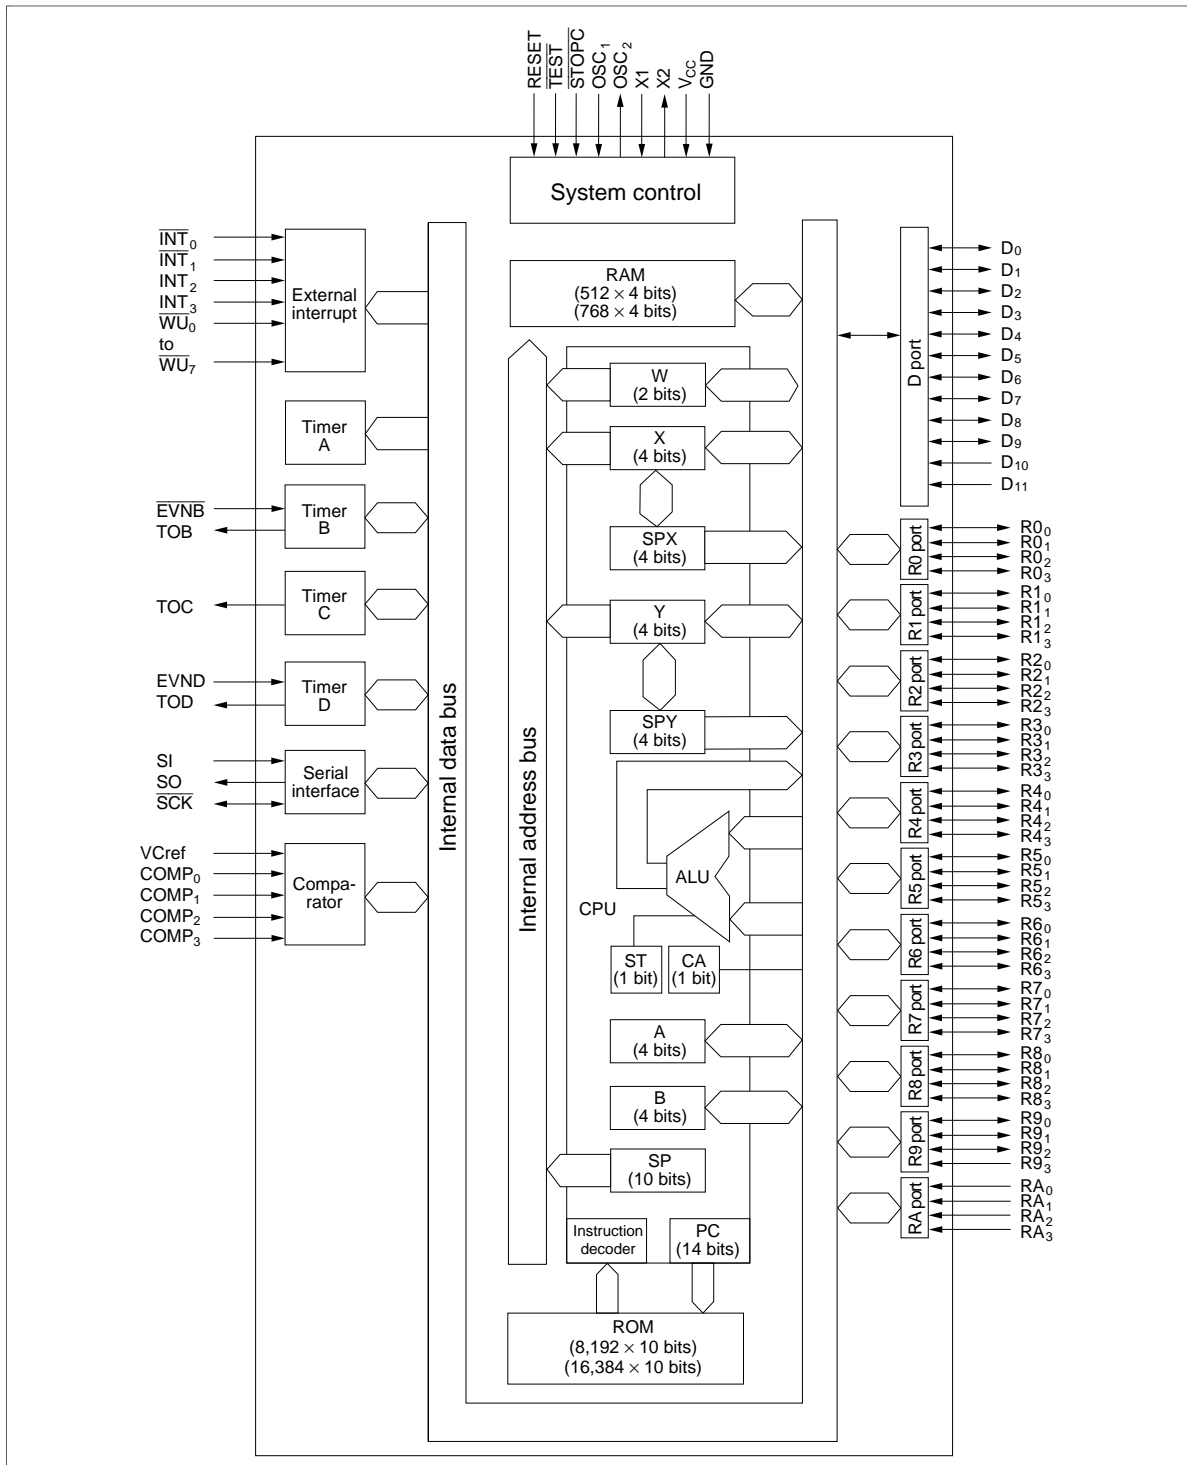 RESET
TEST
STOPC
OSC1
OSC2
X1
X2
VCC
GND
System control
INT0
INT1
INT2
INT3
WU0
to
WU7
External
interrupt
RAM
(512 × 4 bits)
(768 × 4 bits)
D port
D0
D1
D2
D3
D4
D5
D6
D7
D8
D9
D10
D11
W
(2 bits)
Timer
A
X
(4 bits)
EVNB
TOB
Timer
B
SPX
(4 bits)
TOC
Timer
C
Y
(4 bits)
EVND
TOD
Timer
D
SPY
(4 bits)
SI
SO
SCK
Serial
interface
VCref
COMP0
COMP1
COMP2
COMP3
Compa-
rator
Internal data bus
Internal address bus
ALU
CPU
ST
(1 bit)
CA
(1 bit)
A
(4 bits)
B
(4 bits)
SP
(10 bits)
Instruction
decoder
PC
(14 bits)
ROM
(8,192 × 10 bits)
(16,384 × 10 bits)
R0 port
R00
R01
R02
R03
R1 port
R10
R11
R12
R13
R2 port
R20
R21
R22
R23
R3 port
R30
R31
R32
R33
R4 port
R40
R41
R42
R43
R5 port
R50
R51
R52
R53
R6 port
R60
R61
R62
R63
R7 port
R70
R71
R72
R73
R8 port
R80
R81
R82
R83
R9 port
R90
R91
R92
R93
RA port
RA0
RA1
RA2
RA3